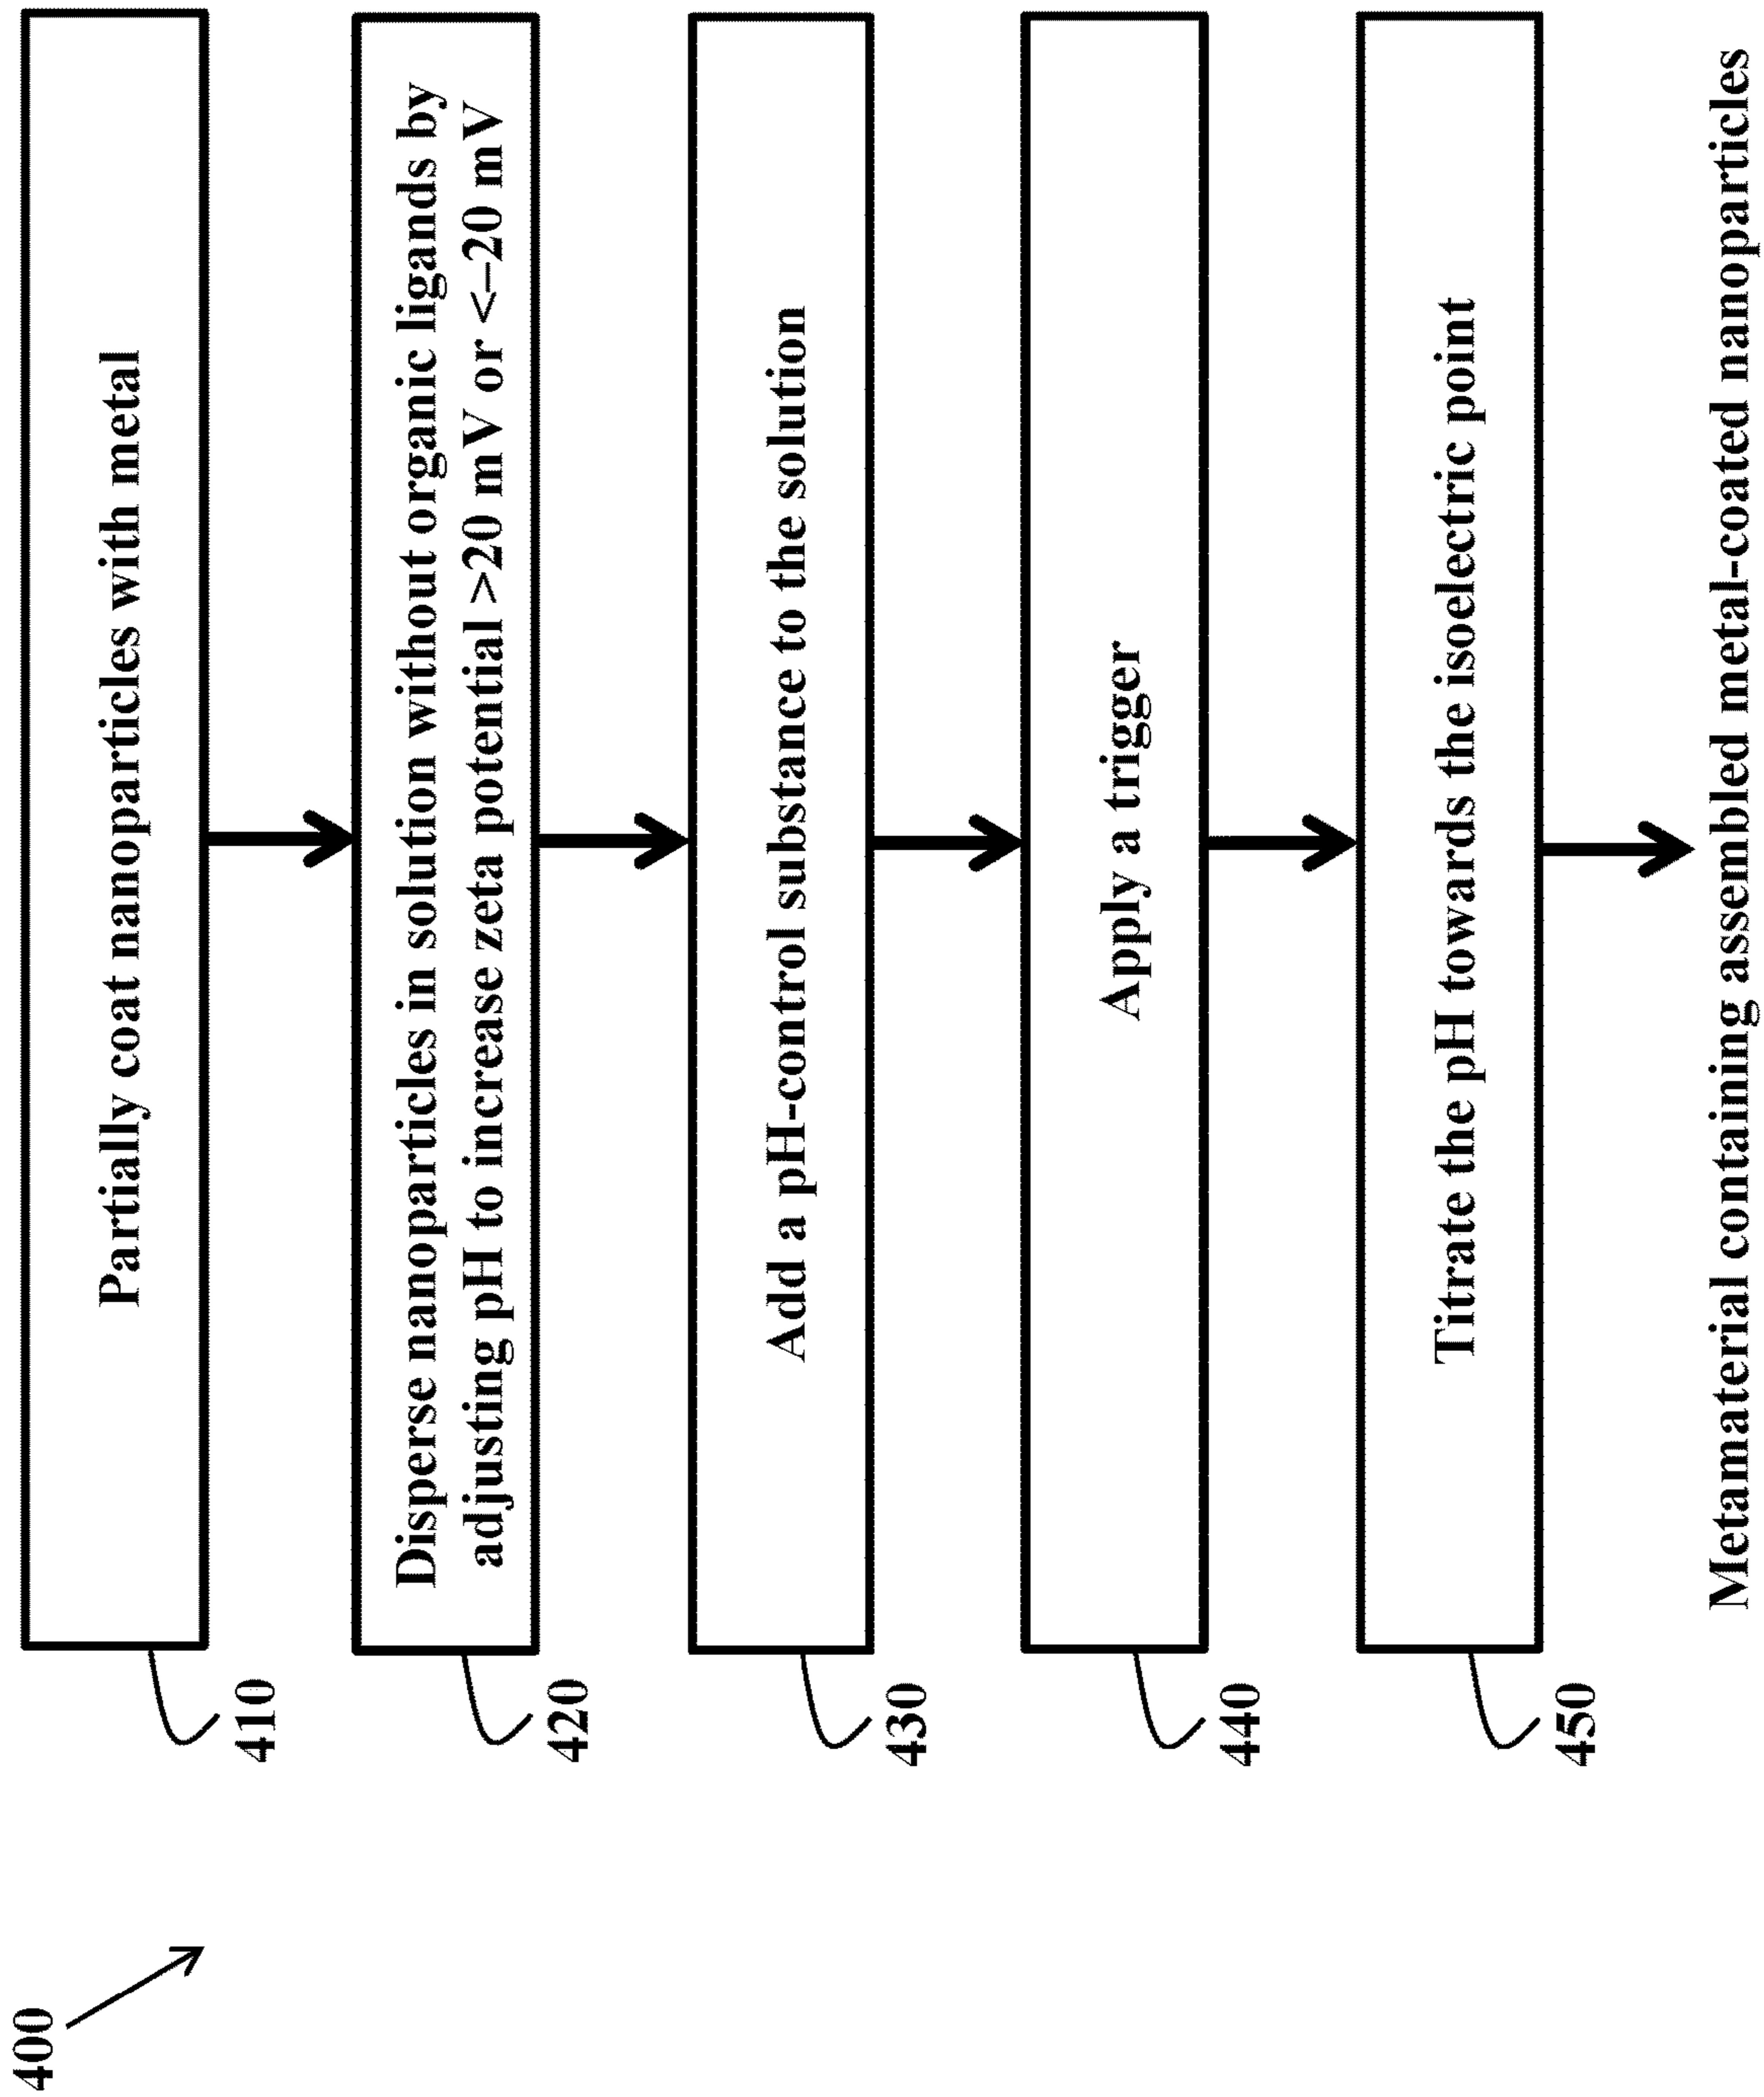 400
410
Partially coat nanoparticles with metal
420
Disperse nanoparticles in solution without organic ligands by
adjusting pH to increase zeta potential >20 mV or <–20 mV
430
Add a pH-control substance to the solution
440
Apply a trigger
450
Titrate the pH towards the isoelectric point
Metamaterial containing assembled metal-coated nanoparticles